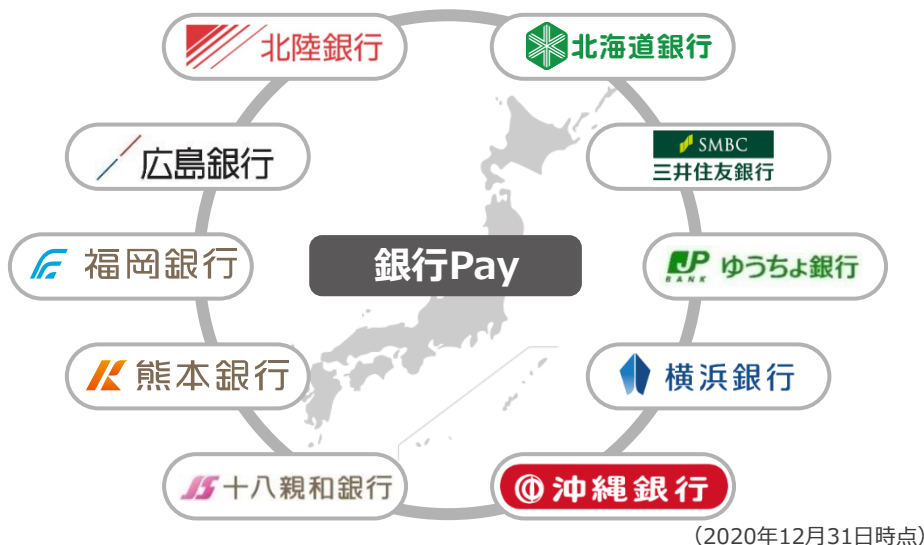 北陸銀行
北海道銀行
広島銀行
SMBC
三井住友銀行
福岡銀行
銀行Pay
JP
BANK
ゆうちょ銀行
熊本銀行
横浜銀行
十八親和銀行
沖縄銀行
（2020年12月31日時点）